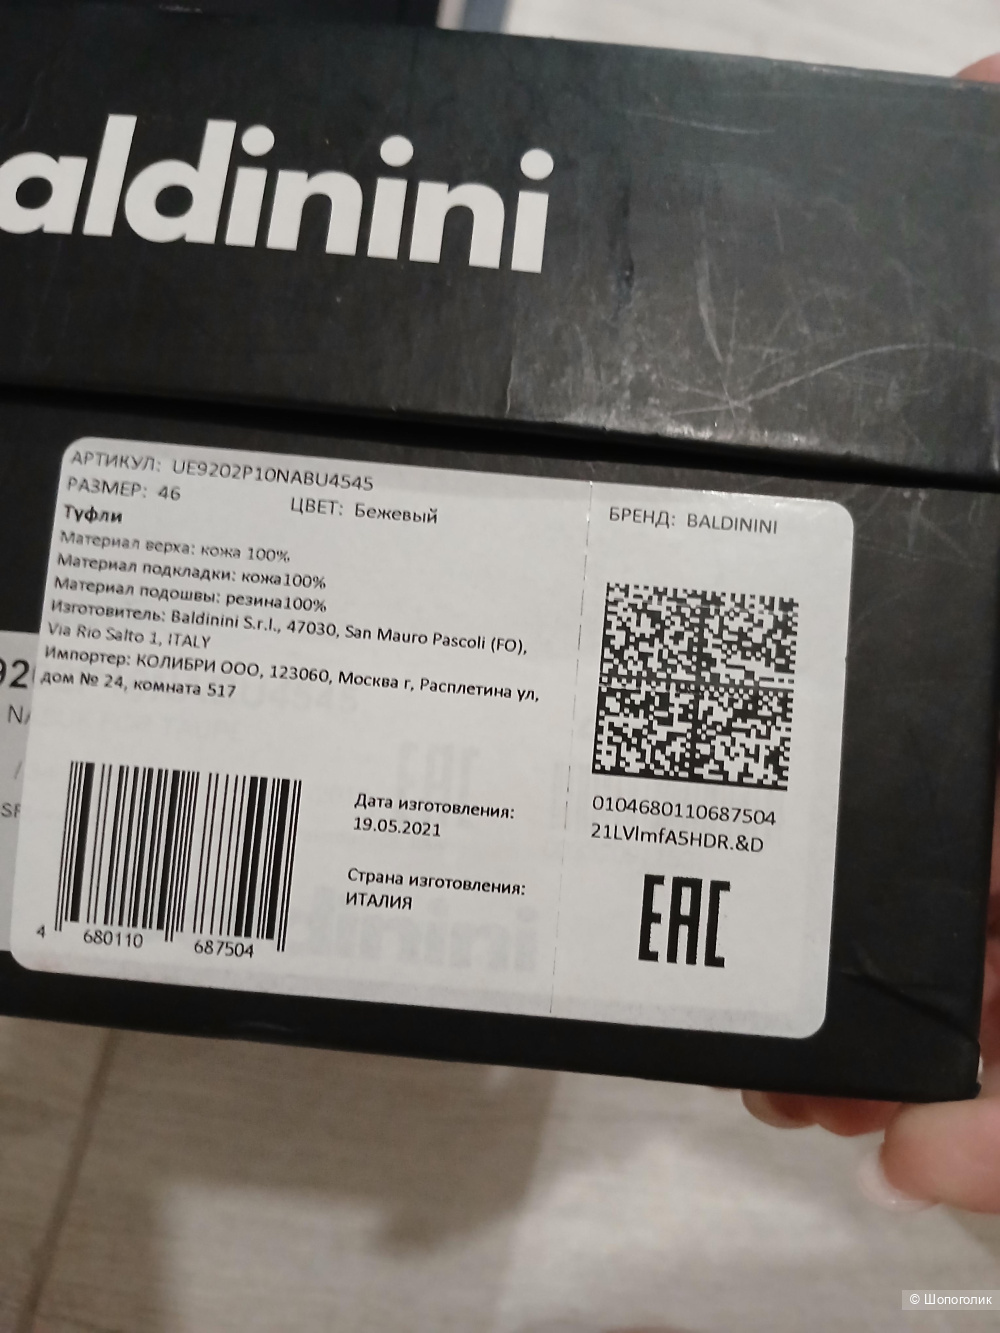 aldinini
АРТИКУЛ: UE9202P10NABU4545
РАЗМЕР: 46
ЦВЕТ: Бежевый
Туфли
Материал верха: кожа 100%
Материал подкладки: кожа100%
Материал подошвы: резина100%
Изготовитель: Baldinini S.r.l., 47030, San Mauro Pascoli (FO),
Via Rio Salto 1, ITALY
Импортер: КОЛИБРИ ООО, 123060, Москва г, Расплетина ул,
дом № 24, комната 517
4 680110 687504
Дата изготовления:
19.05.2021
Страна изготовления:
ИТАЛИЯ
БРЕНД: BALDININI
0104680110687504
21LVlmfA5HDR.&D
EAC
© Шопоголик